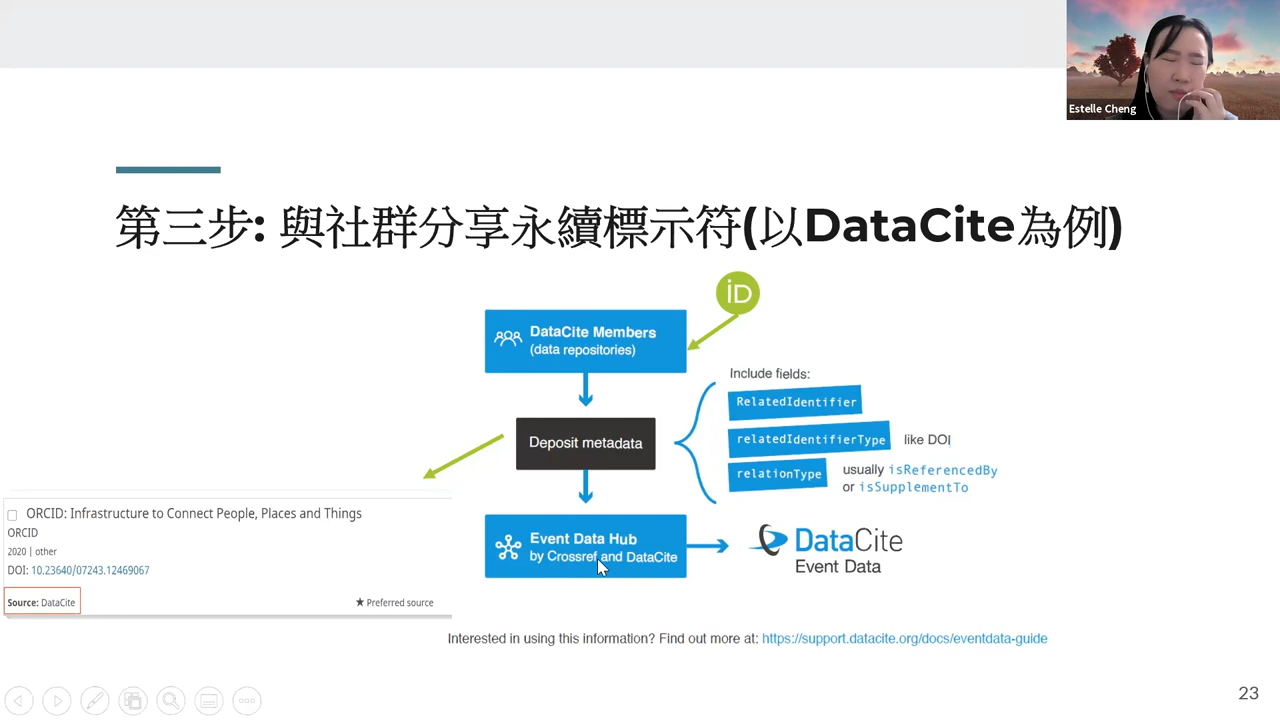 Estelle Cheng
第三步: 與社群分享永續標示符(以DataCite為例)
iD
DataCite Members
(data repositories)
Include fields:
RelatedIdentifier
Deposit metadata
relatedIdentifierType like DOI
relationType usually isReferencedBy
or isSupplementTo
ORCID: Infrastructure to Connect People, Places and Things
ORCID
2020 | other
DOI: 10.23640/07243.12469067
Source: DataCite
★ Preferred source
Event Data Hub
by Crossref and DataCite
DataCite
Event Data
Interested in using this information? Find out more at: https://support.datacite.org/docs/eventdata-guide
23